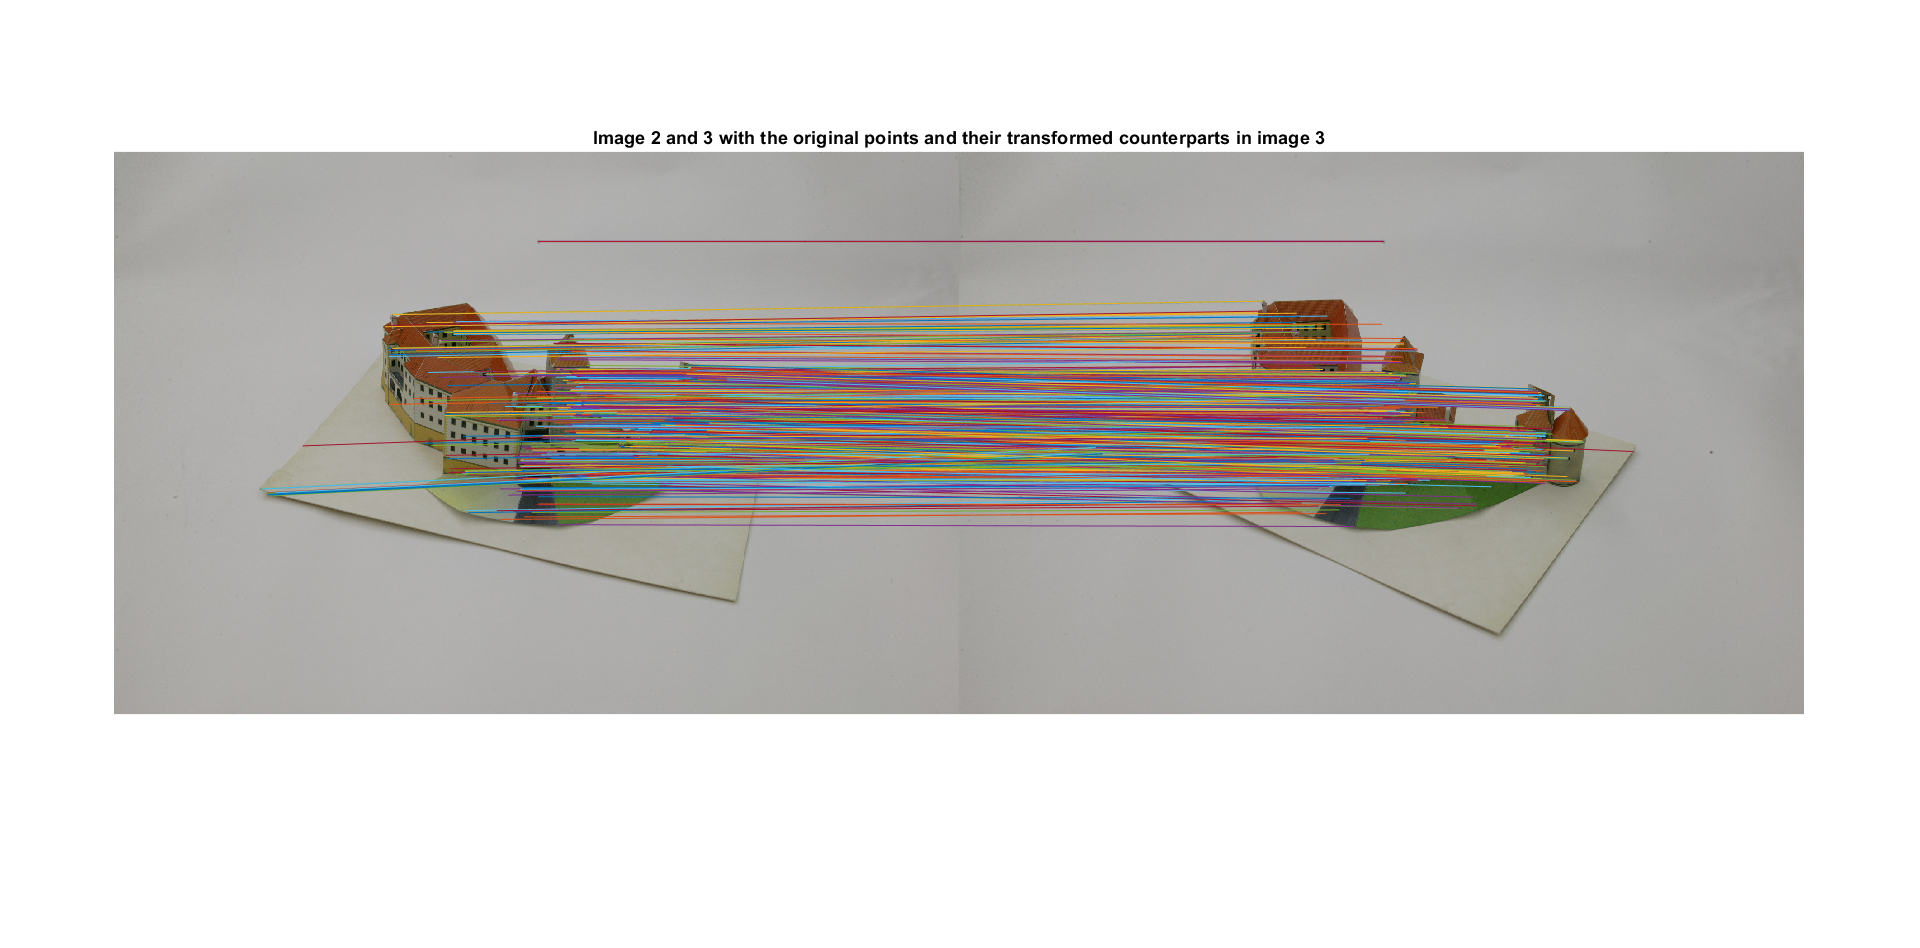 Image 2 and 3 with the original points and their transformed counterparts in image 3